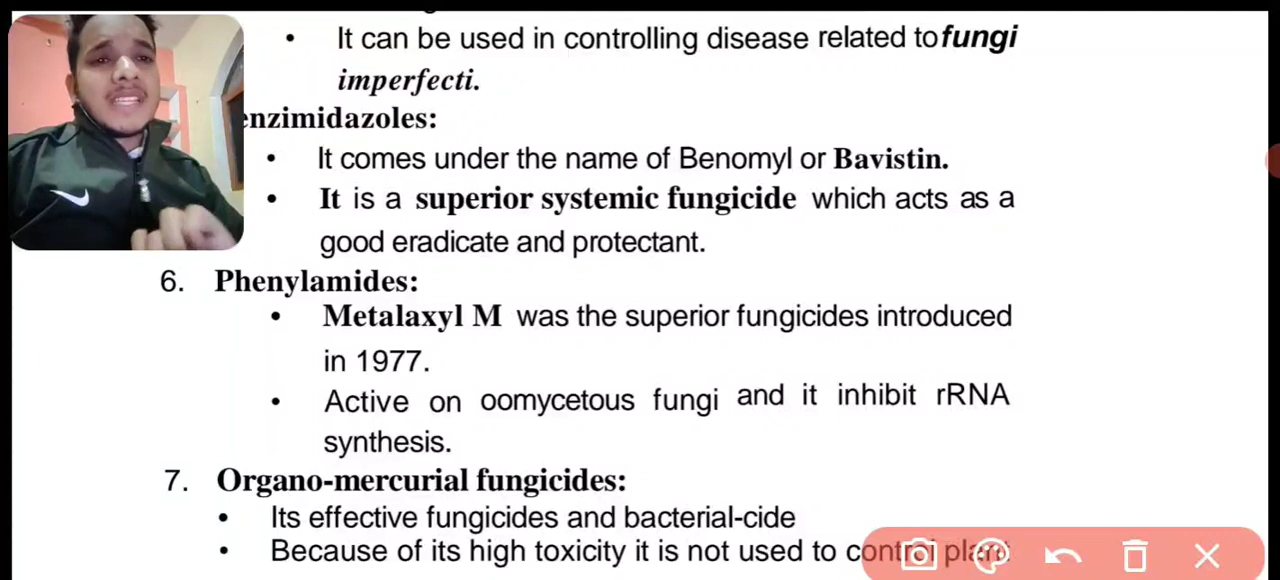 • It can be used in controlling disease related to fungi
imperfecti.
enzimidazoles:
• It comes under the name of Benomyl or Bavistin.
• It is a superior systemic fungicide which acts as a
good eradicate and protectant.
6. Phenylamides:
• Metalaxyl M was the superior fungicides introduced
in 1977.
• Active on oomycetous fungi and it inhibit rRNA
synthesis.
7. Organo-mercurial fungicides:
• Its effective fungicides and bacterial-cide
• Because of its high toxicity it is not used to control plant